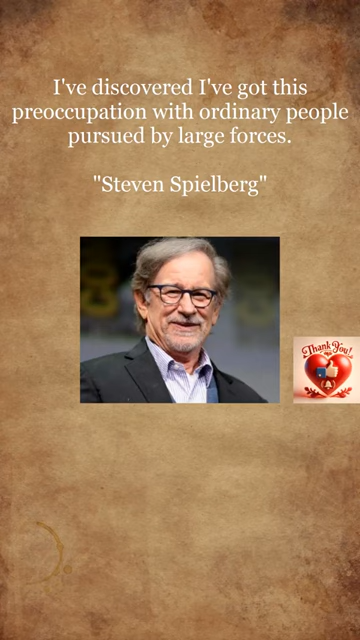 I've discovered I've got this
preoccupation with ordinary people
pursued by large forces.
"Steven Spielberg"
Thank You!